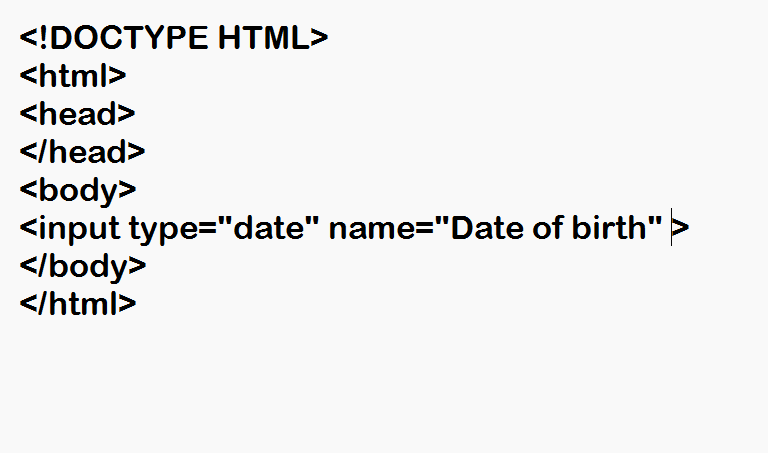 <!DOCTYPE HTML>
<html>
<head>
</head>
<body>
<input type="date" name="Date of birth" >
</body>
</html>